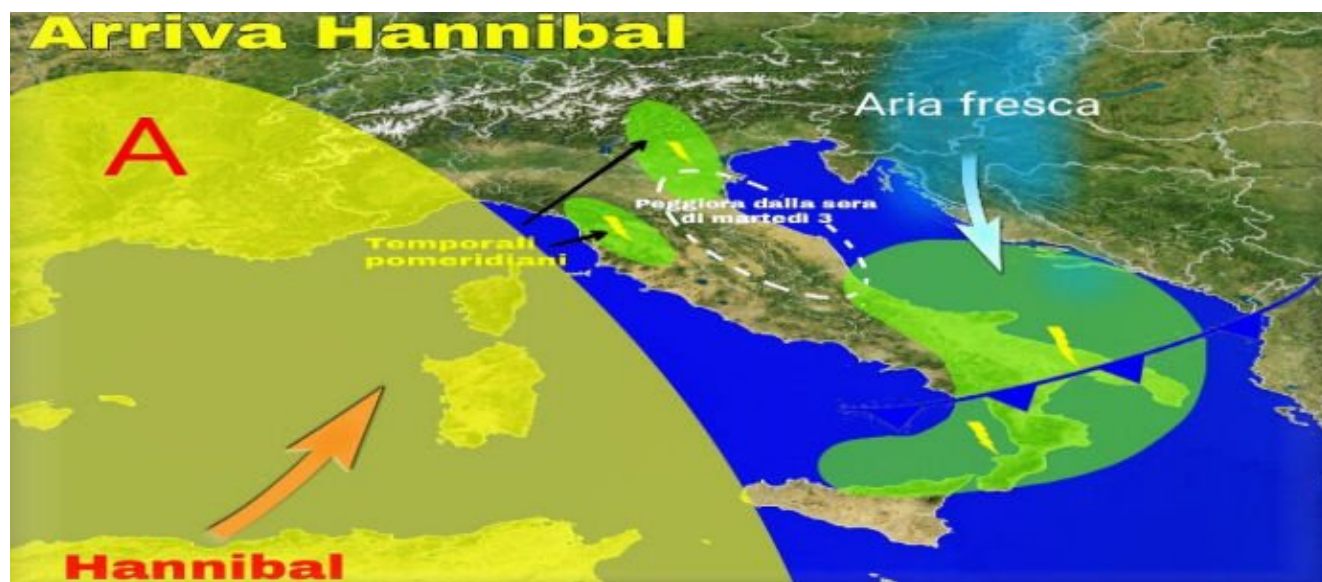 Arriva Hannibal
A
Aria fresca
Peggiora dalla sera
di martedì 3
Temporali
pomeridiani
Hannibal